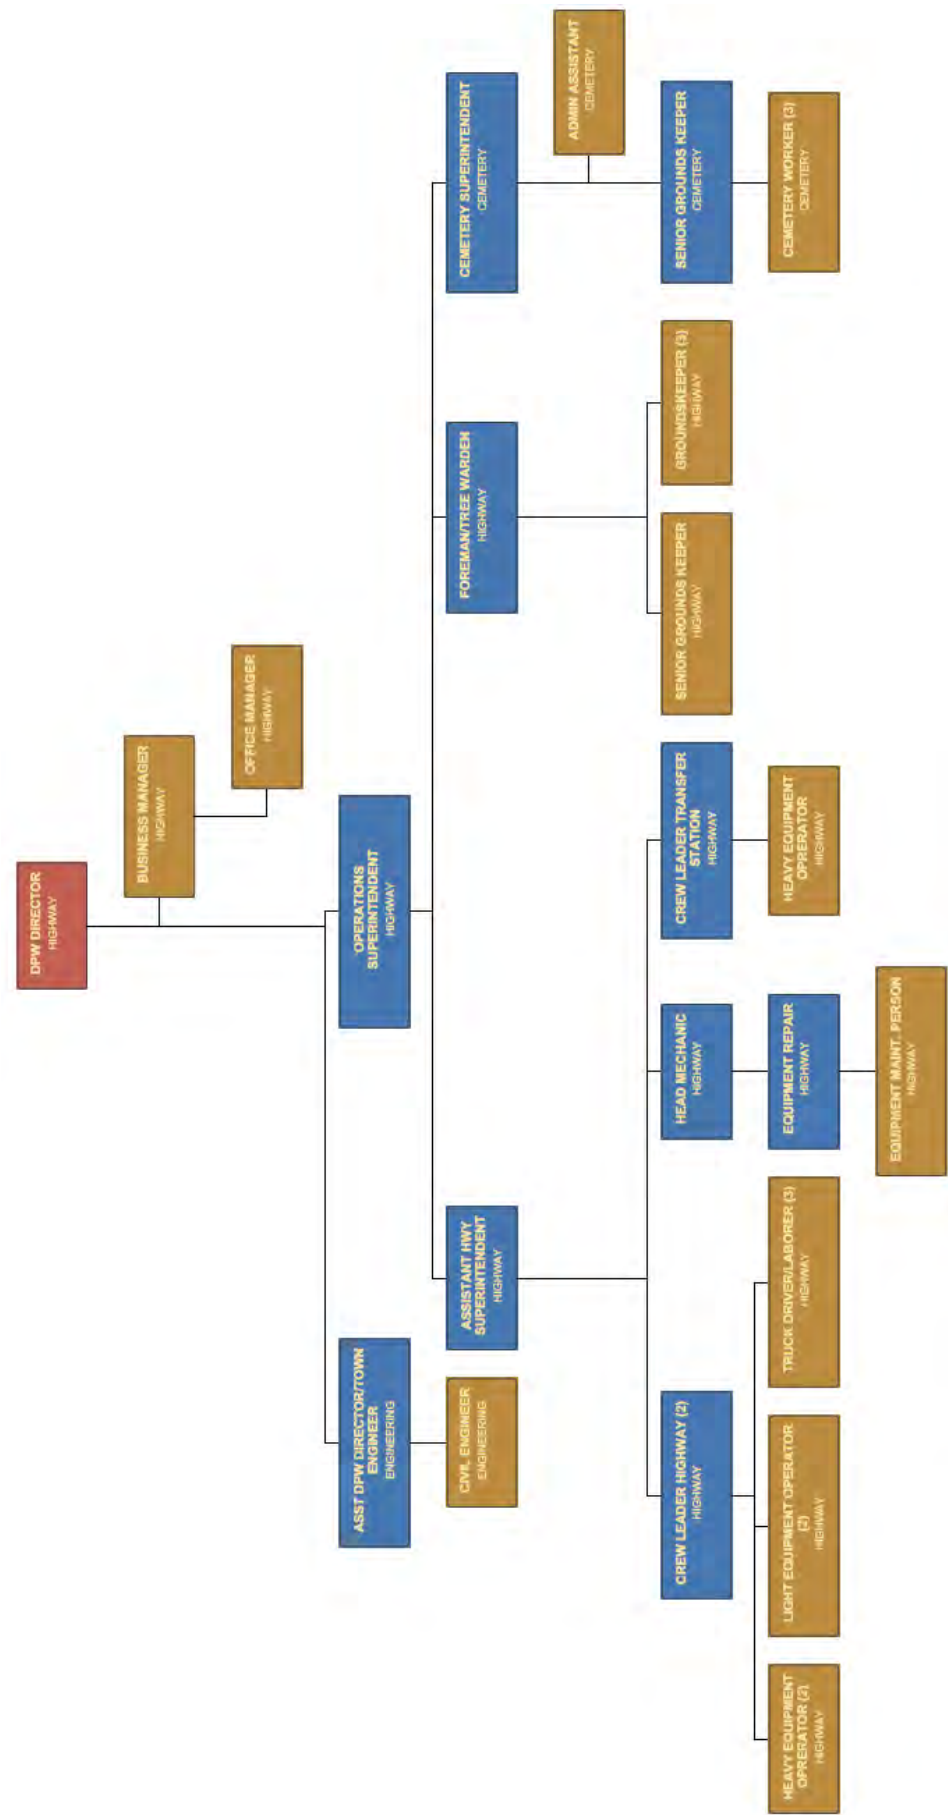 DPW DIRECTOR
HIGHWAY
BUSINESS MANAGER
HIGHWAY
OFFICE MANAGER
HIGHWAY
ASST DPW DIRECTOR/TOWN
ENGINEER
ENGINEERING
OPERATIONS
SUPERINTENDENT
HIGHWAY
CIVIL ENGINEER
ENGINEERING
ASSISTANT HWY
SUPERINTENDENT
HIGHWAY
FOREMAN/TREE WARDEN
HIGHWAY
CEMETERY SUPERINTENDENT
CEMETERY
ADMIN ASSISTANT
CEMETERY
CREW LEADER HIGHWAY (2)
HIGHWAY
HEAD MECHANIC
HIGHWAY
CREW LEADER TRANSFER
STATION
HIGHWAY
SENIOR GROUNDS KEEPER
HIGHWAY
GROUNDSKEEPER (3)
HIGHWAY
SENIOR GROUNDS KEEPER
CEMETERY
HEAVY EQUIPMENT
OPRERATOR (2)
HIGHWAY
LIGHT EQUIPMENT OPERATOR
(2)
HIGHWAY
TRUCK DRIVER/LABORER (3)
HIGHWAY
EQUIPMENT REPAIR
HIGHWAY
HEAVY EQUIPMENT
OPRERATOR
HIGHWAY
CEMETERY WORKER (3)
CEMETERY
EQUIPMENT MAINT. PERSON
HIGHWAY